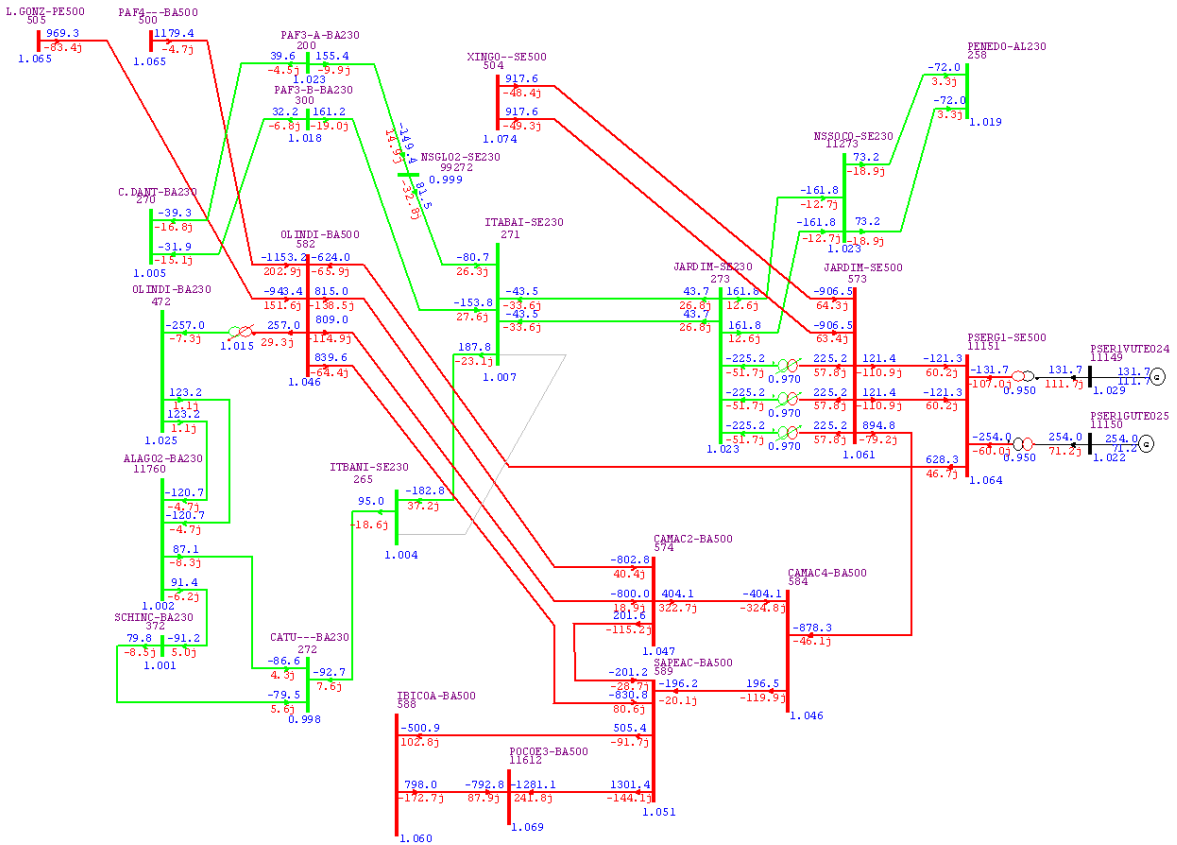 L.GONZ-PE500
505
969.3
-83.4j
1.065
PAF4---BA500
500
1179.4
-4.7j
1.065
PAF3-A-BA230
200
39.6 155.4
-4.5j -9.9j
1.023
PAF3-B-BA230
300
32.2 161.2
-6.8j -19.0j
1.018
XINGO--SE500
504
917.6
-48.4j
917.6
-49.3j
1.074
PENEDO-AL230
258
-72.0
3.3j
-72.0
3.3j
1.019
NSSOCO-SE230
11273
73.2
-18.9j
-161.8
-12.7j
-161.8 73.2
-12.7j -18.9j
1.023
-149.4
14.9j
NSGLO2-SE230
99272
0.999
81.5
-32.8j
C.DANT-BA230
270
-39.3
-16.8j
-31.9
-15.1j
1.005
OLINDI-BA500
582
-1153.2 -624.0
202.9j -65.9j
-943.4 815.0
151.6j -138.5j
257.0 809.0
29.3j -114.9j
839.6
-64.4j
1.046
ITABAI-SE230
271
-80.7
26.3j
-43.5
-33.6j
-153.8 -43.5
27.6j -33.6j
187.8
-23.1j
1.007
OLINDI-BA230
472
-257.0
-7.3j
1.015
123.2
1.1j
123.2
1.1j
1.025
JARDIM-SE230
273
43.7 161.8
26.8j 12.6j
43.7
26.8j
161.8
12.6j
-225.2
-51.7j
0.970
-225.2
-51.7j
0.970
-225.2
-51.7j
0.970
1.023
JARDIM-SE500
573
-906.5
64.3j
-906.5
63.4j
225.2 121.4
57.8j -110.9j
225.2 121.4
57.8j -110.9j
225.2 894.8
57.8j -79.2j
1.061
PSERG1-SE500
11151
-121.3 -131.7
60.2j -107.0j
-121.3
60.2j
-254.0
-60.0j
628.3
46.7j
1.064
0.950
0.950
PSER1VUTE024
11149
131.7 131.7
111.7j 111.7
1.029
PSER1GUTE025
11150
254.0 254.0
71.2j 71.2
1.022
ALAGO2-BA230
11760
-120.7
-4.7j
-120.7
-4.7j
87.1
-8.3j
91.4
-6.2j
1.002
ITBANI-SE230
265
-182.8
37.2j
95.0
-18.6j
1.004
SCHINC-BA230
372
79.8 -91.2
-8.5j 5.0j
1.001
CATU---BA230
272
-86.6
4.3j
-92.7
7.6j
-79.5
5.6j
0.998
CAMAC2-BA500
574
-802.8
40.4j
-800.0 404.1
18.9j 322.7j
201.6
-115.2j
1.047
CAMAC4-BA500
584
-404.1
-324.8j
-878.3
-46.1j
196.5
-119.9j
1.046
SAPEAC-BA500
589
-201.2 -196.2
-28.7j -20.1j
-830.8
80.6j
505.4
-91.7j
1301.4
-144.1j
1.051
IBICOA-BA500
588
-500.9
102.8j
798.0
-172.7j
1.060
POCOE3-BA500
11612
-792.8 -1281.1
87.9j 241.8j
1.069